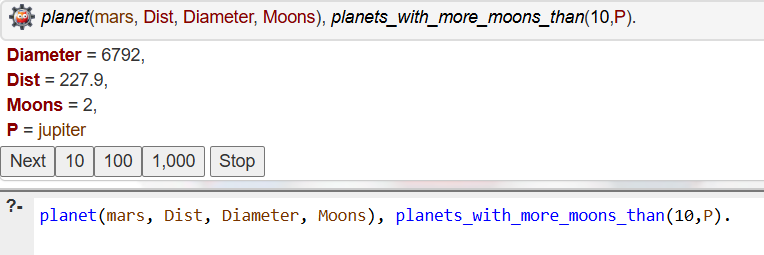 planet(mars, Dist, Diameter, Moons), planets_with_more_moons_than(10,P).
Diameter = 6792,
Dist = 227.9,
Moons = 2,
P = jupiter
Next 10 100 1,000 Stop
?- planet(mars, Dist, Diameter, Moons), planets_with_more_moons_than(10,P).